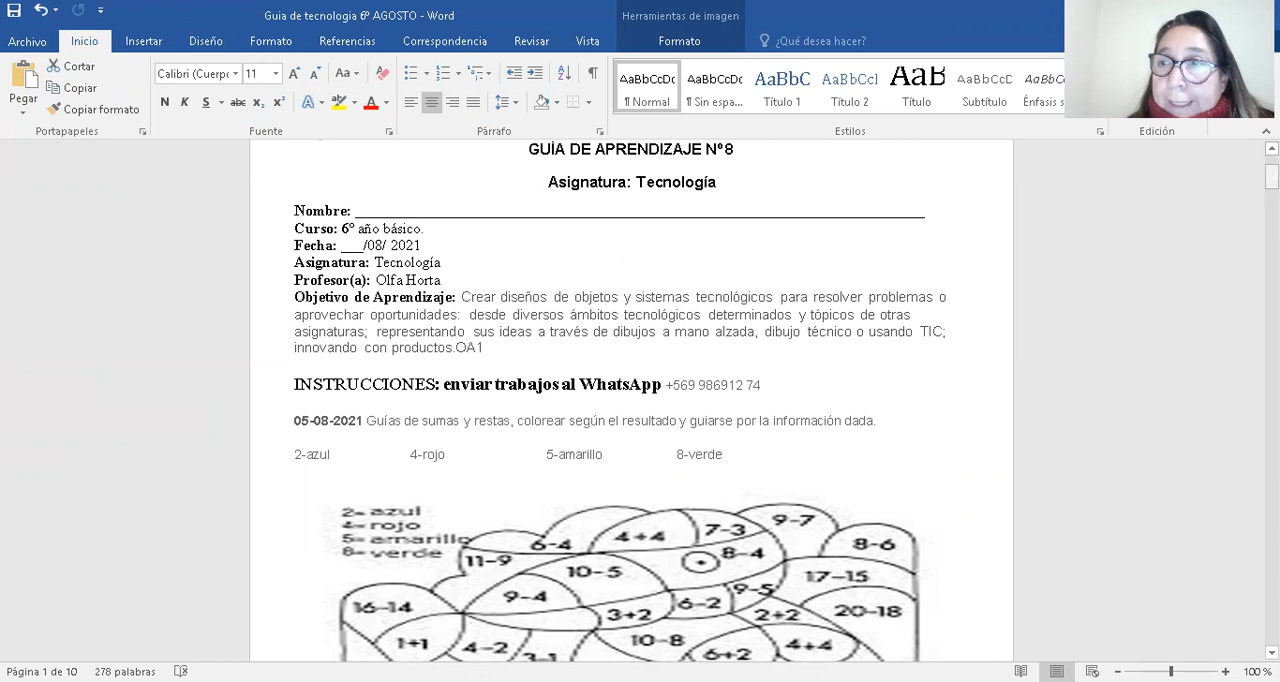 Guia de tecnologia 6º AGOSTO - Word
Herramientas de imagen
Archivo Inicio Insertar Diseño Formato Referencias Correspondencia Revisar Vista Formato ¿Qué desea hacer?
Pegar
Cortar
Copiar
Copiar formato
Calibri (Cuerpo 11
AaBbCcDc AaBbCcDc AaBbC AaBbCcI AaB AaBbCcD AaBbCc
¶ Normal ¶ Sin espa... Título 1 Título 2 Título Subtítulo Énfasis s
Portapapeles Fuente Párrafo Estilos Edición
GUÍA DE APRENDIZAJE Nº8
Asignatura: Tecnología
Nombre:
Curso: 6° año básico.
Fecha: ___/08/ 2021
Asignatura: Tecnología
Profesor(a): Olfa Horta
Objetivo de Aprendizaje: Crear diseños de objetos y sistemas tecnológicos para resolver problemas o
aprovechar oportunidades: desde diversos ámbitos tecnológicos determinados y tópicos de otras
asignaturas; representando sus ideas a través de dibujos a mano alzada, dibujo técnico o usando TIC;
innovando con productos.OA1
INSTRUCCIONES: enviar trabajos al WhatsApp +569 986912 74
05-08-2021 Guías de sumas y restas, colorear según el resultado y guiarse por la información dada.
2-azul 4-rojo 5-amarillo 8-verde
2= azul
4= rojo
5= amarillo
8= verde
6-4 4+4 7-3 9-7
11-9 10-5 8-4 8-6
16-14 9-4 3+2 6-2 9-5 17-15
2+2 20-18
1+1 4-2 3-1 10-8 6+2 4+4
Página 1 de 10 278 palabras 100 %